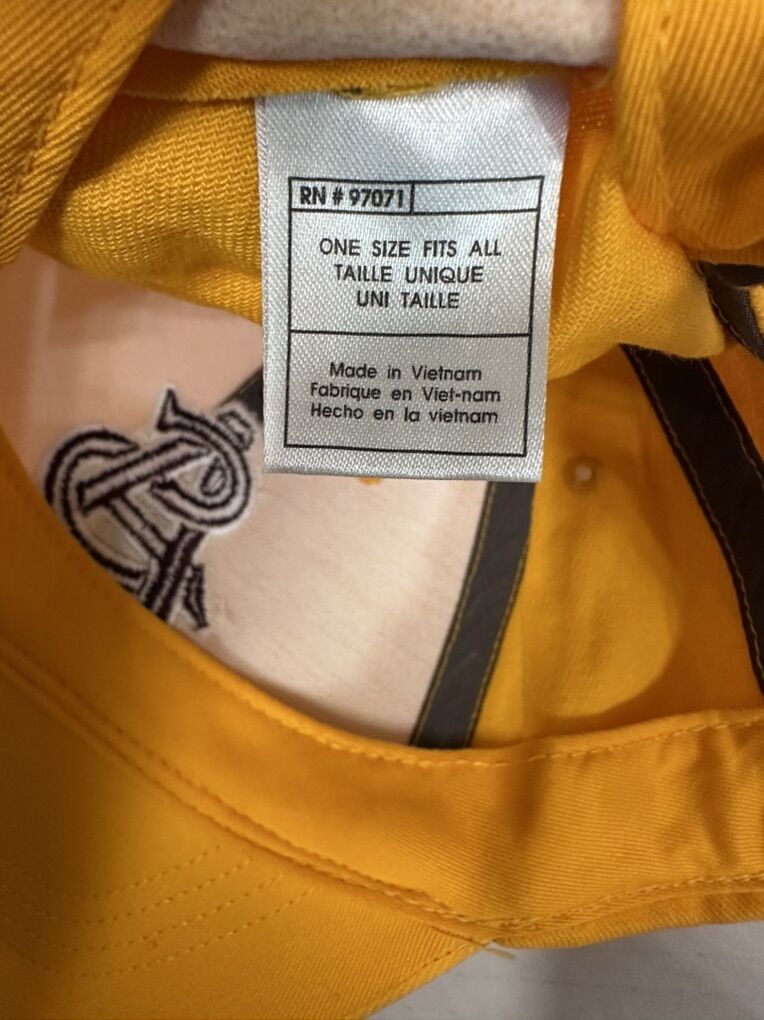 RN # 97071
ONE SIZE FITS ALL
TAILLE UNIQUE
UNI TAILLE
Made in Vietnam
Fabrique en Viet-nam
Hecho en la vietnam